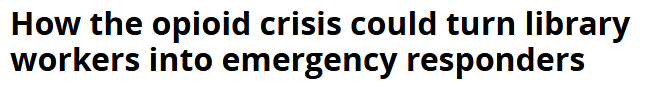 How the opioid crisis could turn library
workers into emergency responders